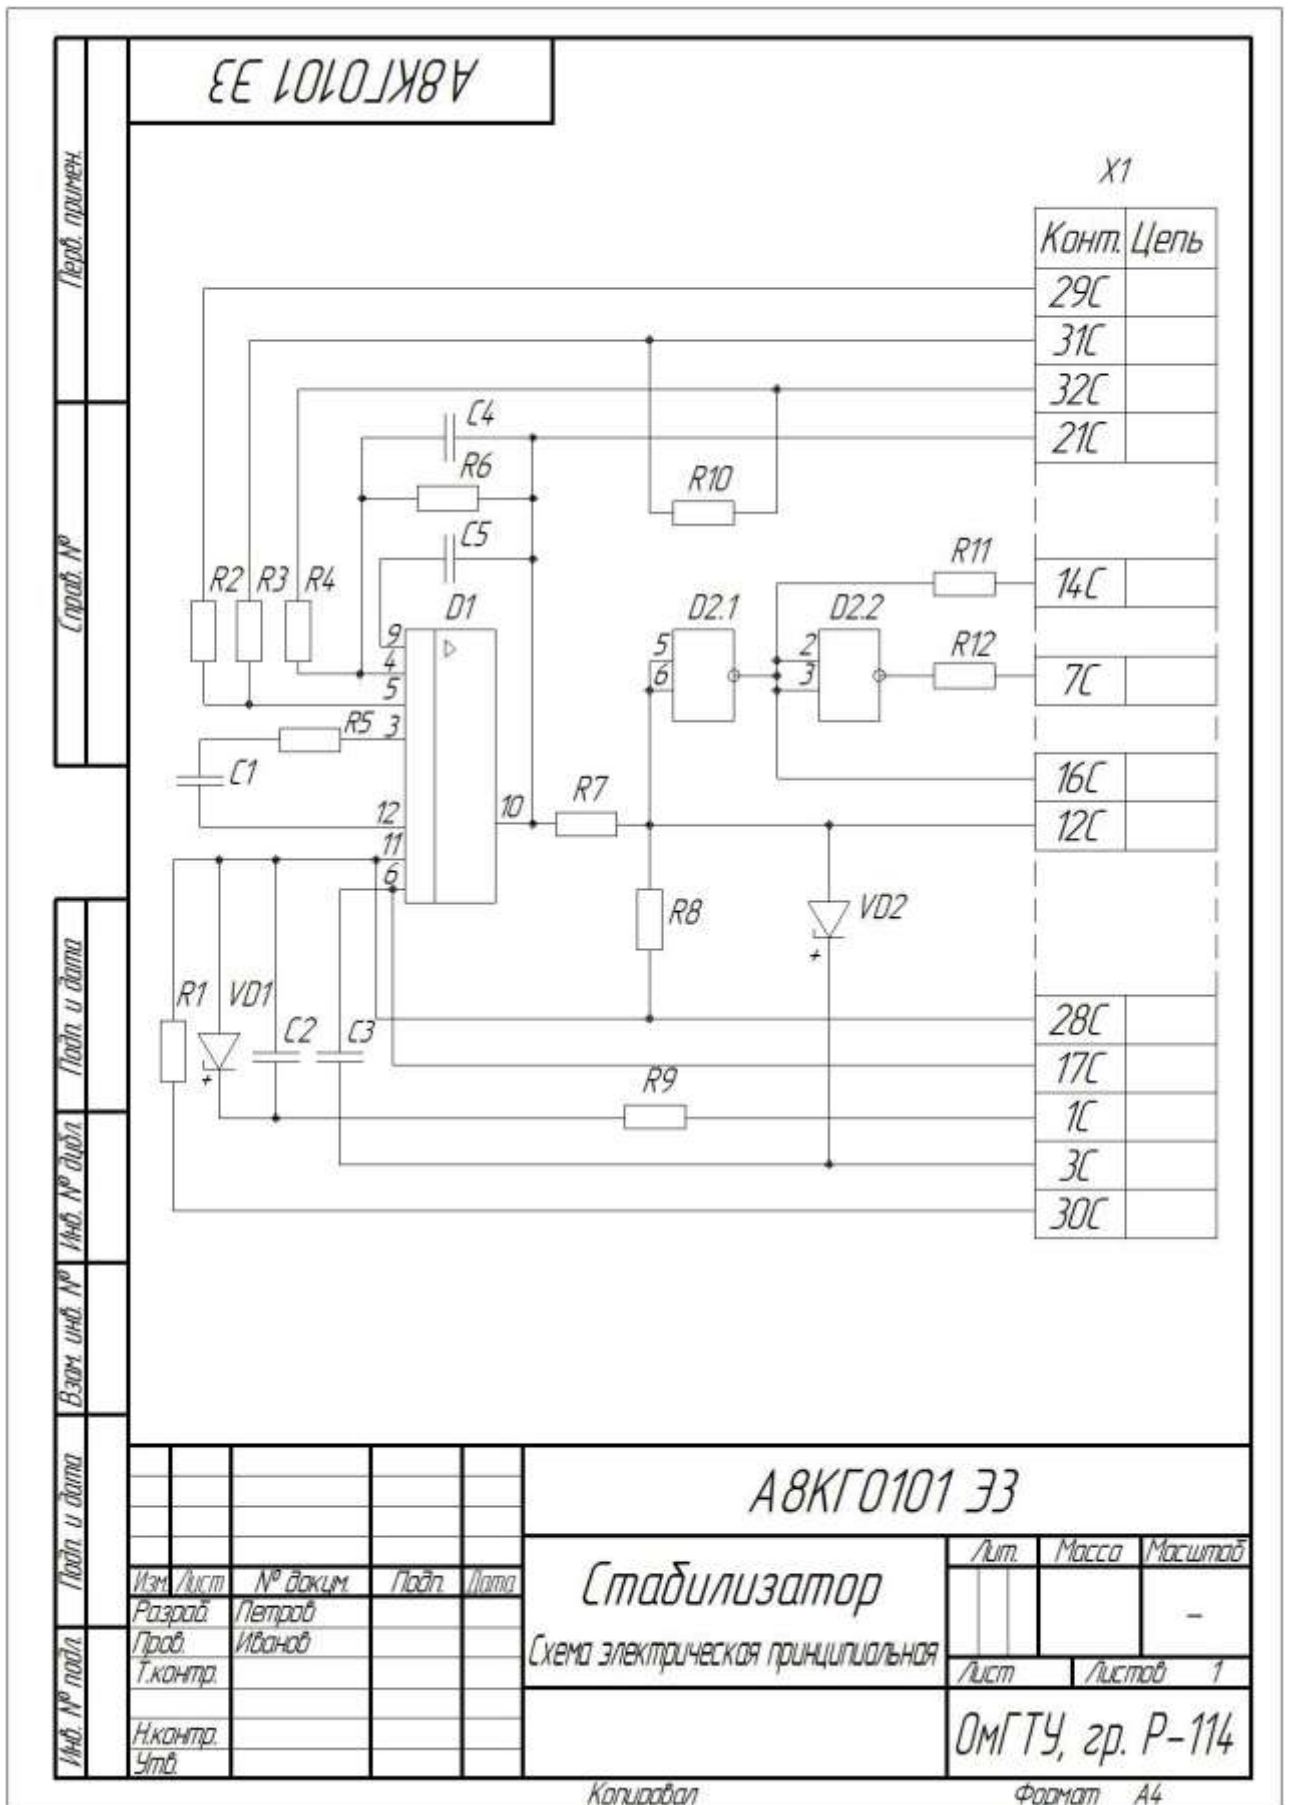 А8КГ0101 ЭЗ
Перв. примен.
Справ. №
Подп. и дата
Инв. № дубл.
Взам. инв. №
Подп. и дата
Инв. № подл.
X1
Конт. Цепь
29С
31С
32С
21С
14С
7С
16С
12С
28С
17С
1С
3С
30С
C4
R6
C5
R10
R2 R3 R4
D1
D2.1
D2.2
R11
R12
9
4
5
3
12
11
6
10
5
6
2
3
R5
C1
R7
R8
VD2
+
R1
VD1
+
C2
C3
R9
А8КГ0101 ЭЗ
Стабилизатор
Схема электрическая принципиальная
Лит. Масса Масштаб
–
Лист Листов 1
ОмГТУ, гр. Р-114
Изм. Лист № докум. Подп. Дата
Разраб. Петров
Пров. Иванов
Т.контр.
Н.контр.
Утв.
Копировал
Формат А4